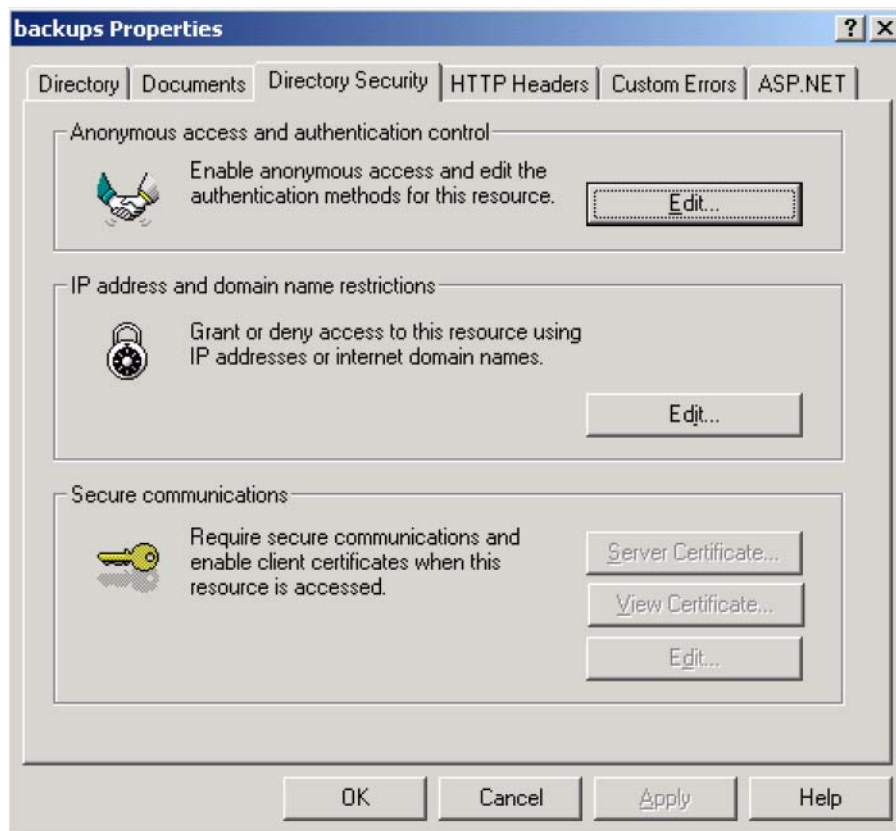 backups Properties
Directory Documents Directory Security HTTP Headers Custom Errors ASP.NET
Anonymous access and authentication control
Enable anonymous access and edit the
authentication methods for this resource.
Edit...
IP address and domain name restrictions
Grant or deny access to this resource using
IP addresses or internet domain names.
Edit...
Secure communications
Require secure communications and
enable client certificates when this
resource is accessed.
Server Certificate...
View Certificate...
Edit...
OK Cancel Apply Help